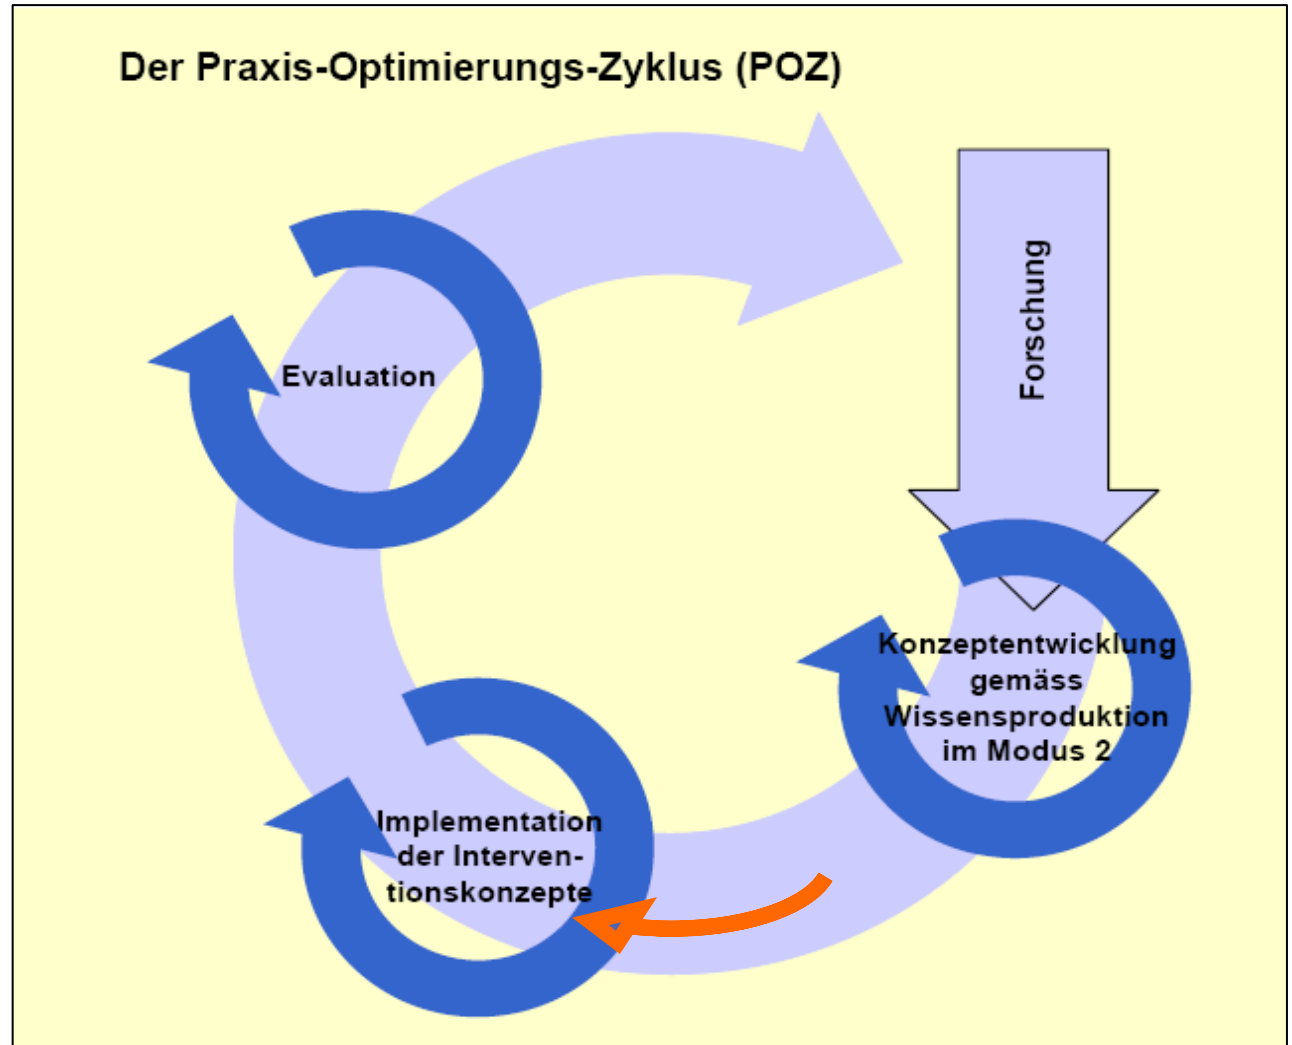 Der Praxis-Optimierungs-Zyklus (POZ)
Forschung
Evaluation
Konzeptentwicklung
gemäss
Wissensproduktion
im Modus 2
Implementation
der Interven-
tionskonzepte